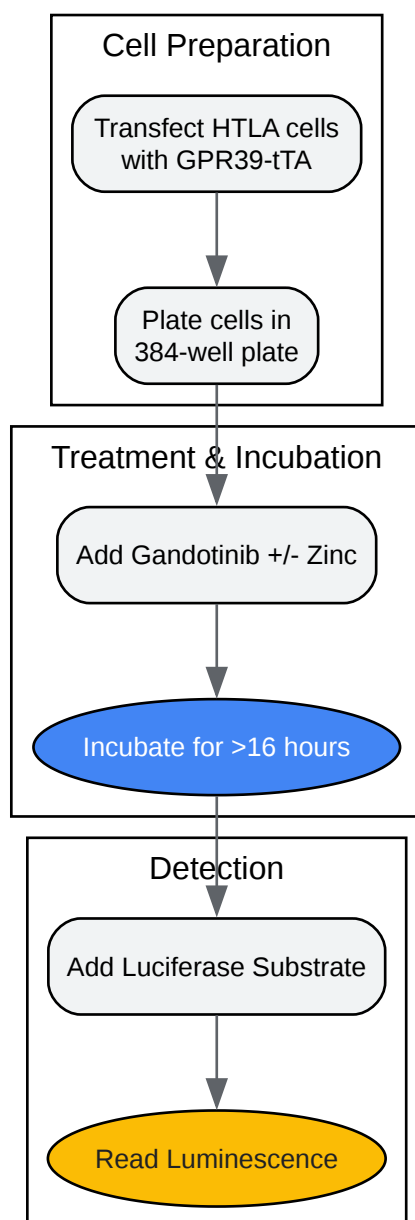 Cell Preparation
Transfect HTLA cells
with GPR39-tTA
Plate cells in
384-well plate
Treatment & Incubation
Add Gandotinib +/- Zinc
Incubate for >16 hours
Detection
Add Luciferase Substrate
Read Luminescence